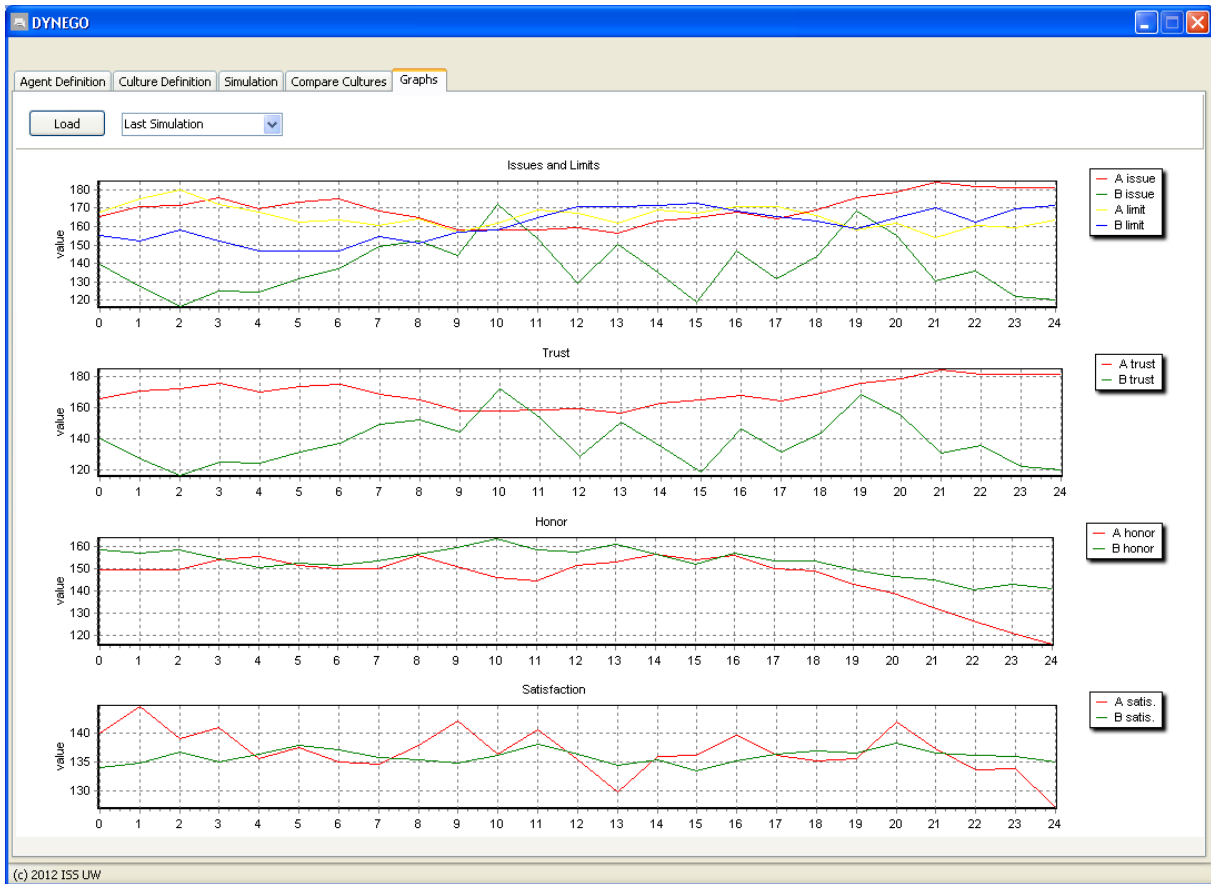 DYNEGO
Agent Definition Culture Definition Simulation Compare Cultures Graphs
Load Last Simulation
Issues and Limits
180
170
160
150
140
130
120
value
0 1 2 3 4 5 6 7 8 9 10 11 12 13 14 15 16 17 18 19 20 21 22 23 24
A issue
B issue
A limit
B limit
Trust
180
160
140
120
value
0 1 2 3 4 5 6 7 8 9 10 11 12 13 14 15 16 17 18 19 20 21 22 23 24
A trust
B trust
Honor
160
150
140
130
120
value
0 1 2 3 4 5 6 7 8 9 10 11 12 13 14 15 16 17 18 19 20 21 22 23 24
A honor
B honor
Satisfaction
140
135
130
value
0 1 2 3 4 5 6 7 8 9 10 11 12 13 14 15 16 17 18 19 20 21 22 23 24
A satis.
B satis.
(c) 2012 ISS UW